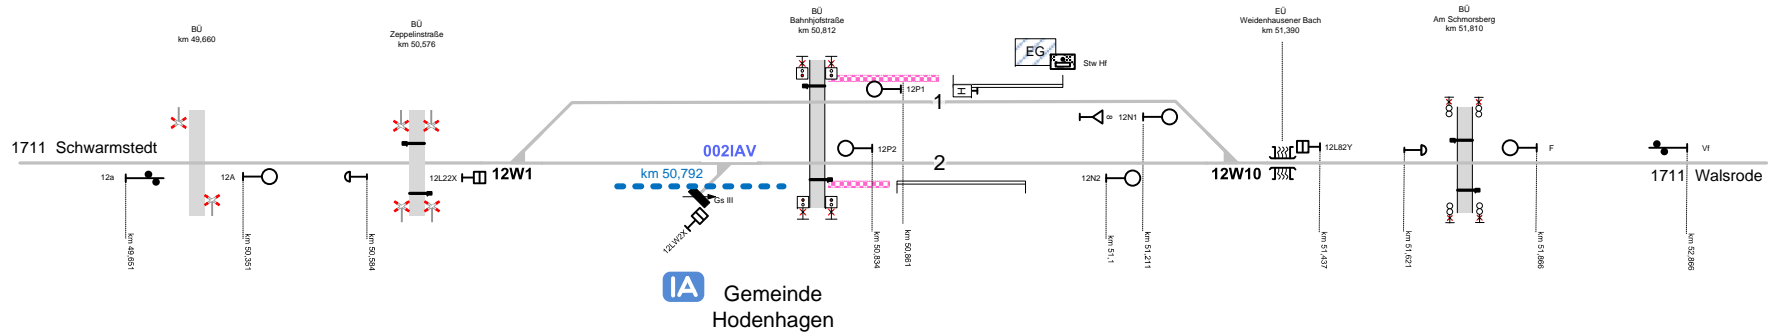 BÜ
km 49,660
BÜ
Zeppelinstraße
km 50,576
BÜ
Bahnhjofstraße
km 50,812
EÜ
Weidenhausener Bach
km 51,390
BÜ
Am Schmorsberg
km 51,810
EG
Stw Hf
12P1
1
8
12N1
1711 Schwarmstedt
002IAV
12P2
2
12L82Y
F
Vf
12a
12A
12L22X
12W1
km 50,792
Gs III
12LW2X
12N2
12W10
1711 Walsrode
km 49,651
km 50,351
km 50,584
km 50,834
km 50,861
km 51,1
km 51,211
km 51,437
km 51,621
km 51,866
km 52,866
IA
Gemeinde
Hodenhagen